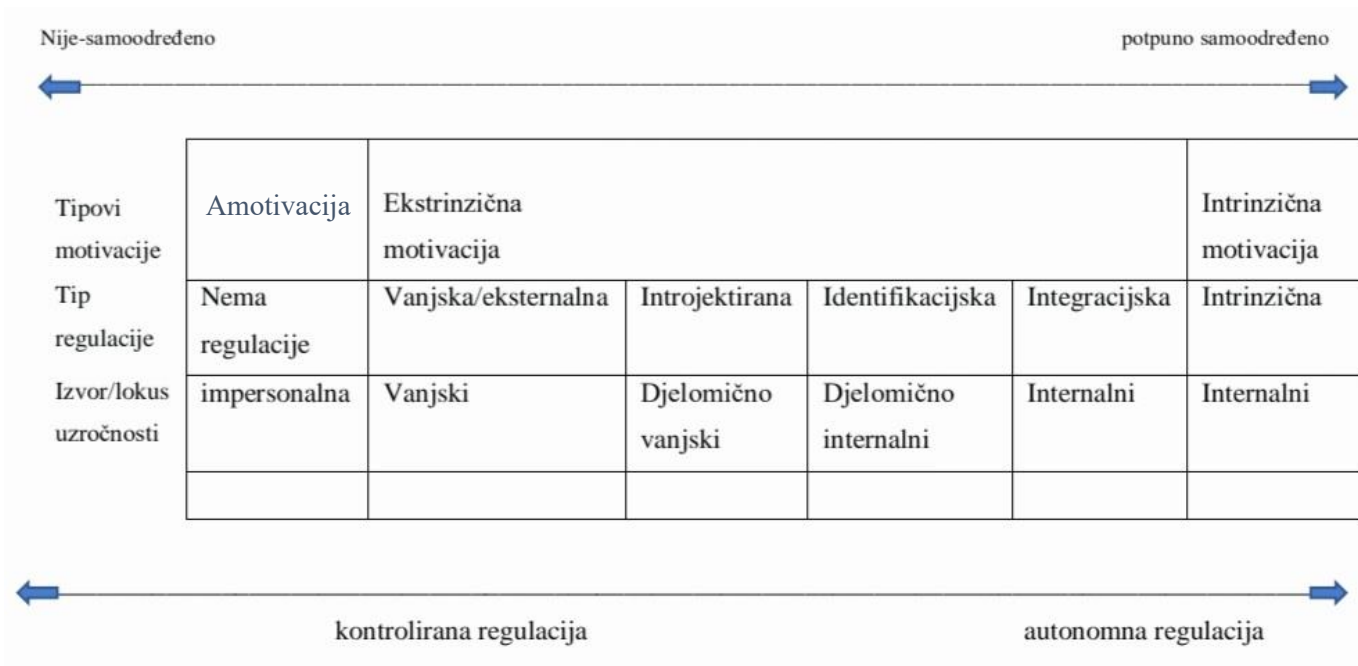 Nije-samoodređeno potpuno samoodređeno
Tipovi motivacije Amotivacija Ekstrinzična motivacija Intrinzična motivacija
Tip regulacije Nema regulacije Vanjska/eksternalna Introjektirana Identifikacijska Integracijska Intrinzična
Izvor/lokus uzročnosti impersonalna Vanjski Djelomično vanjski Djelomično internalni Internalni Internalni
kontrolirana regulacija autonomna regulacija